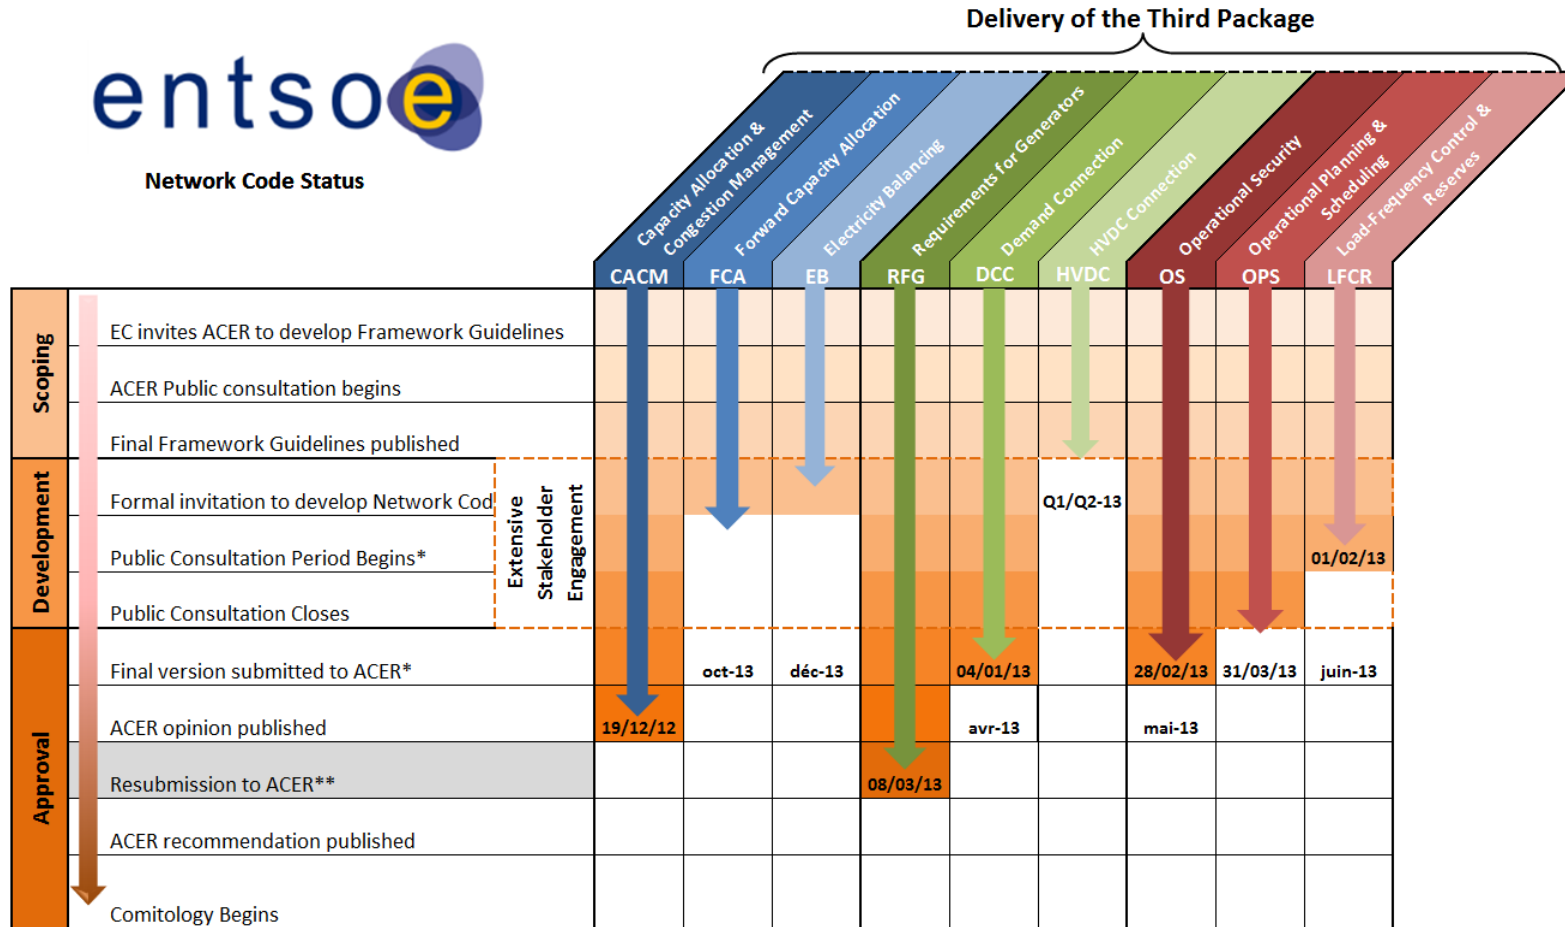 Delivery of the Third Package
entsoe
Network Code Status
Capacity Allocation &
Congestion Management
Forward Capacity Allocation
Electricity Balancing
Requirements for Generators
Demand Connection
HVDC Connection
Operational Security
Operational Planning &
Scheduling
Load-Frequency Control &
Reserves
CACM FCA EB RFG DCC HVDC OS OPS LFCR
Scoping
EC invites ACER to develop Framework Guidelines
ACER Public consultation begins
Final Framework Guidelines published
Development
Formal invitation to develop Network Cod
Q1/Q2-13
Public Consultation Period Begins*
01/02/13
Public Consultation Closes
Extensive
Stakeholder
Engagement
Approval
Final version submitted to ACER*
oct-13 déc-13 04/01/13 28/02/13 31/03/13 juin-13
ACER opinion published
19/12/12 avr-13 mai-13
Resubmission to ACER**
08/03/13
ACER recommendation published
Comitology Begins